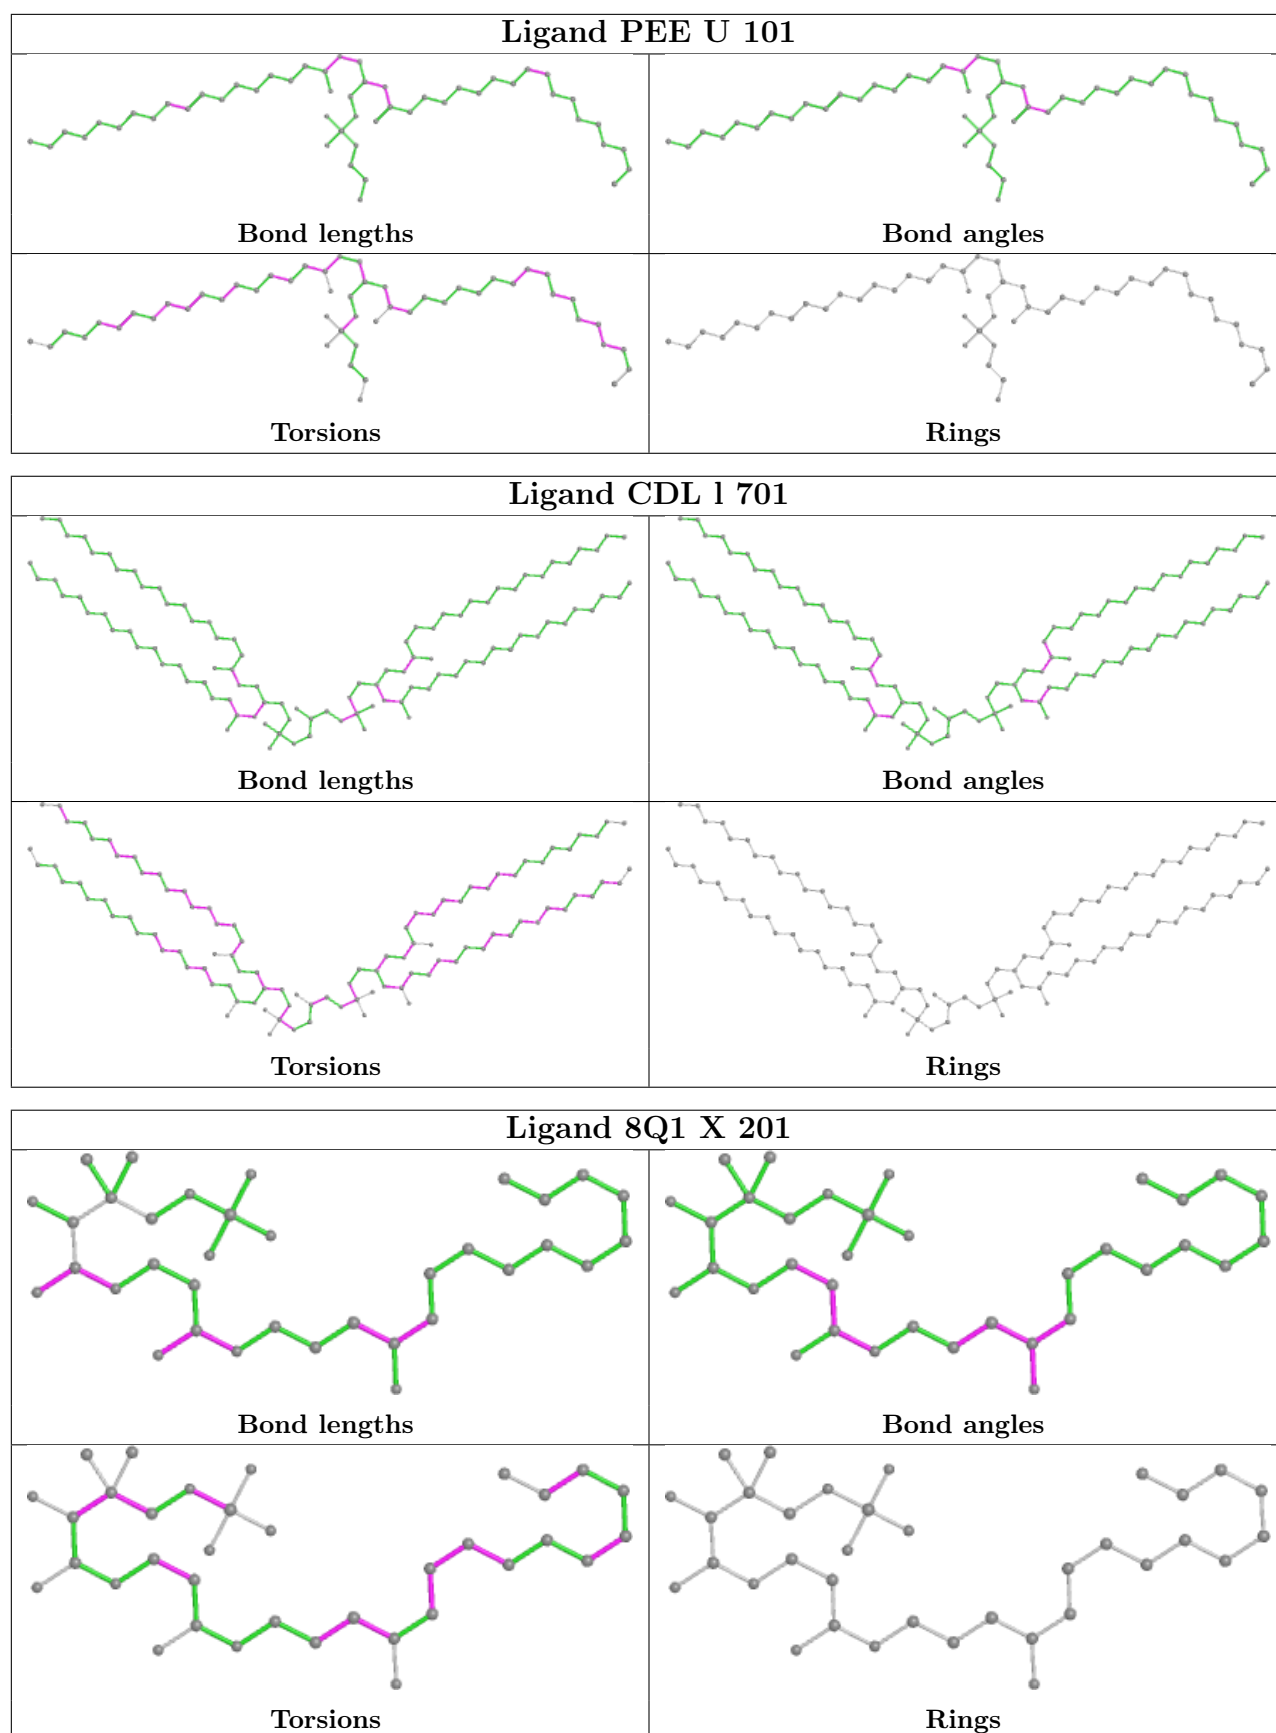 Ligand PEE U 101
Bond lengths
Bond angles
Torsions
Rings
Ligand CDL l 701
Bond lengths
Bond angles
Torsions
Rings
Ligand 8Q1 X 201
Bond lengths
Bond angles
Torsions
Rings